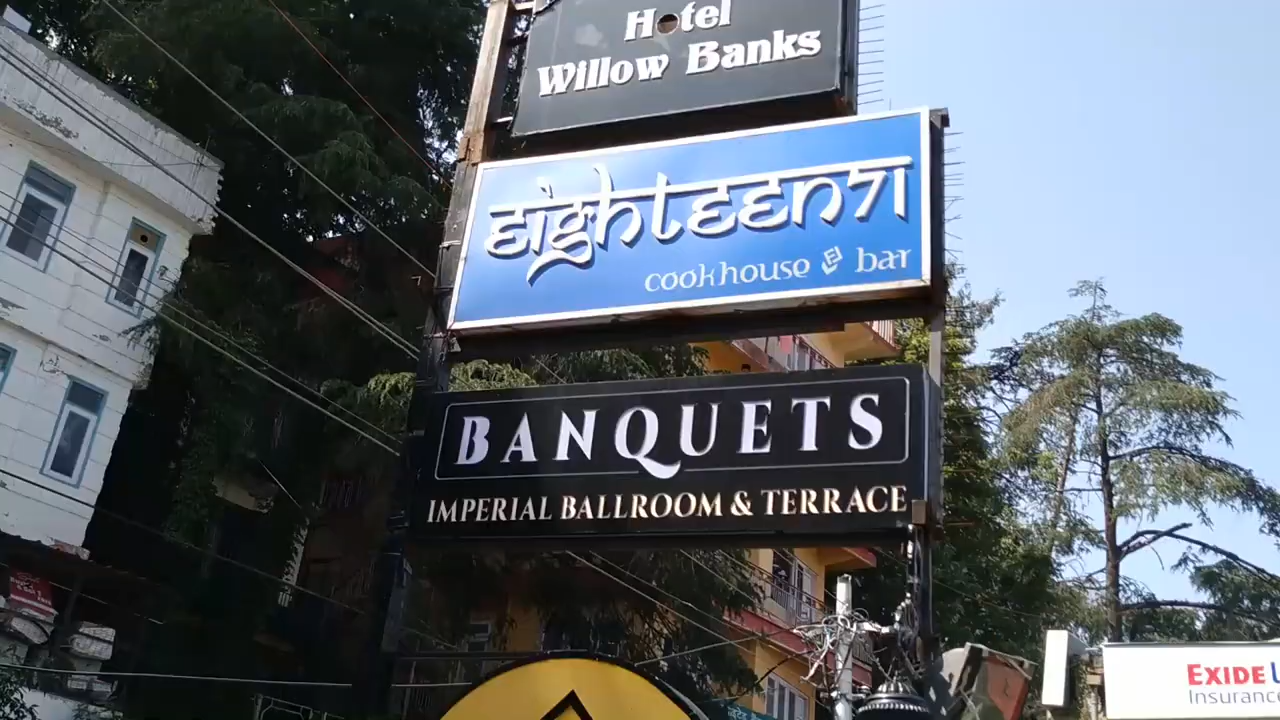 Hotel
Willow Banks
eighteen71
cookhouse & bar
BANQUETS
IMPERIAL BALLROOM & TERRACE
EXIDE
Insurance